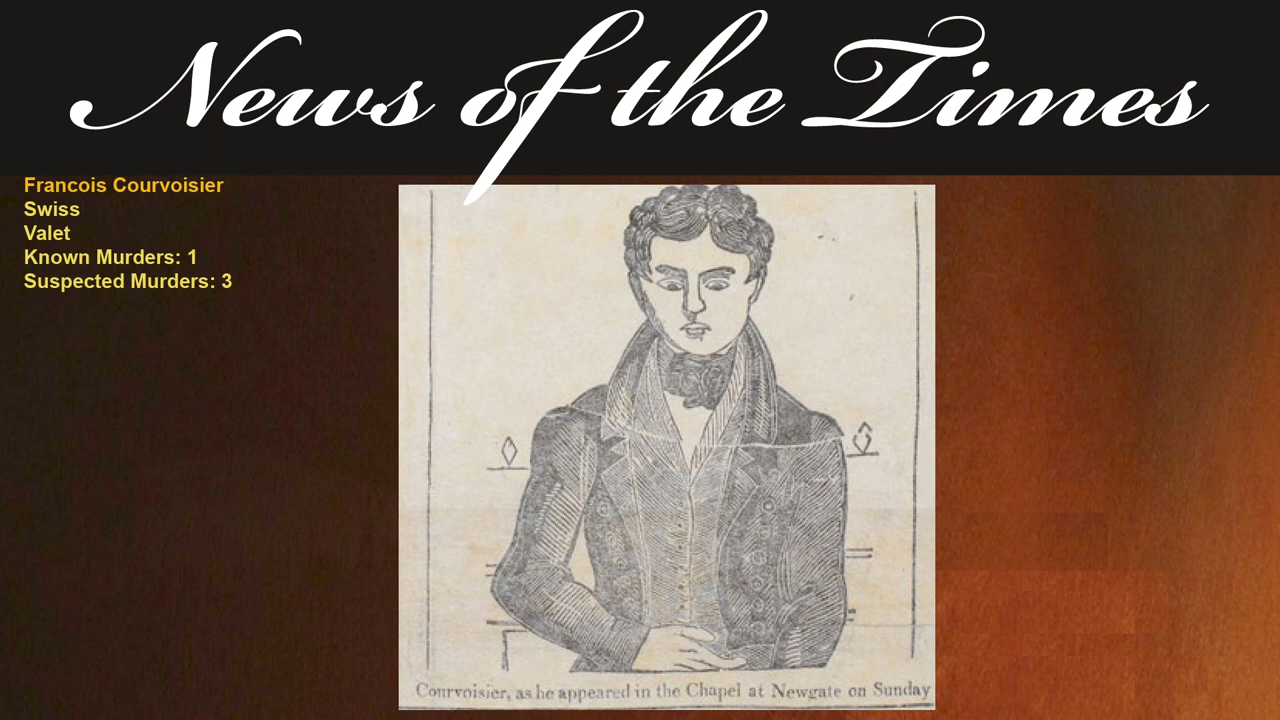 News of the Times
Francois Courvoisier
Swiss
Valet
Known Murders: 1
Suspected Murders: 3
Courvoisier, as he appeared in the Chapel at Newgate on Sunday